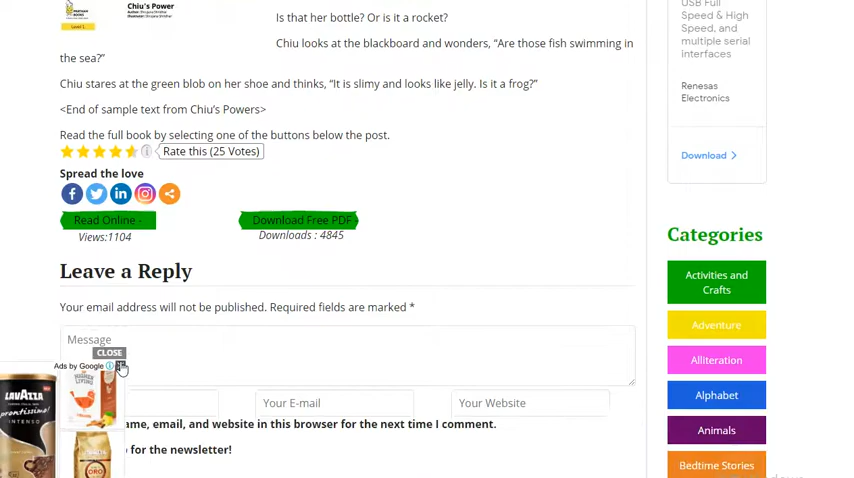 Chiu's Power
Level 1
Is that her bottle? Or is it a rocket?
Chiu looks at the blackboard and wonders, “Are those fish swimming in
the sea?”
Chiu stares at the green blob on her shoe and thinks, “It is slimy and looks like jelly. Is it a frog?”
<End of sample text from Chiu’s Powers>
Read the full book by selecting one of the buttons below the post.
Rate this (25 Votes)
Spread the love
Read Online -
Download Free PDF -
Views:1104
Downloads : 4845
Leave a Reply
Your email address will not be published. Required fields are marked *
Message
CLOSE
Ads by Google
Your E-mail
Your Website
ame, email, and website in this browser for the next time I comment.
for the newsletter!
LAVAZZA
prontissimo!
INTENSO
ORO
USB Full
Speed & High
Speed, and
multiple serial
interfaces
Renesas
Electronics
Download >
Categories
Activities and
Crafts
Adventure
Alliteration
Alphabet
Animals
Bedtime Stories